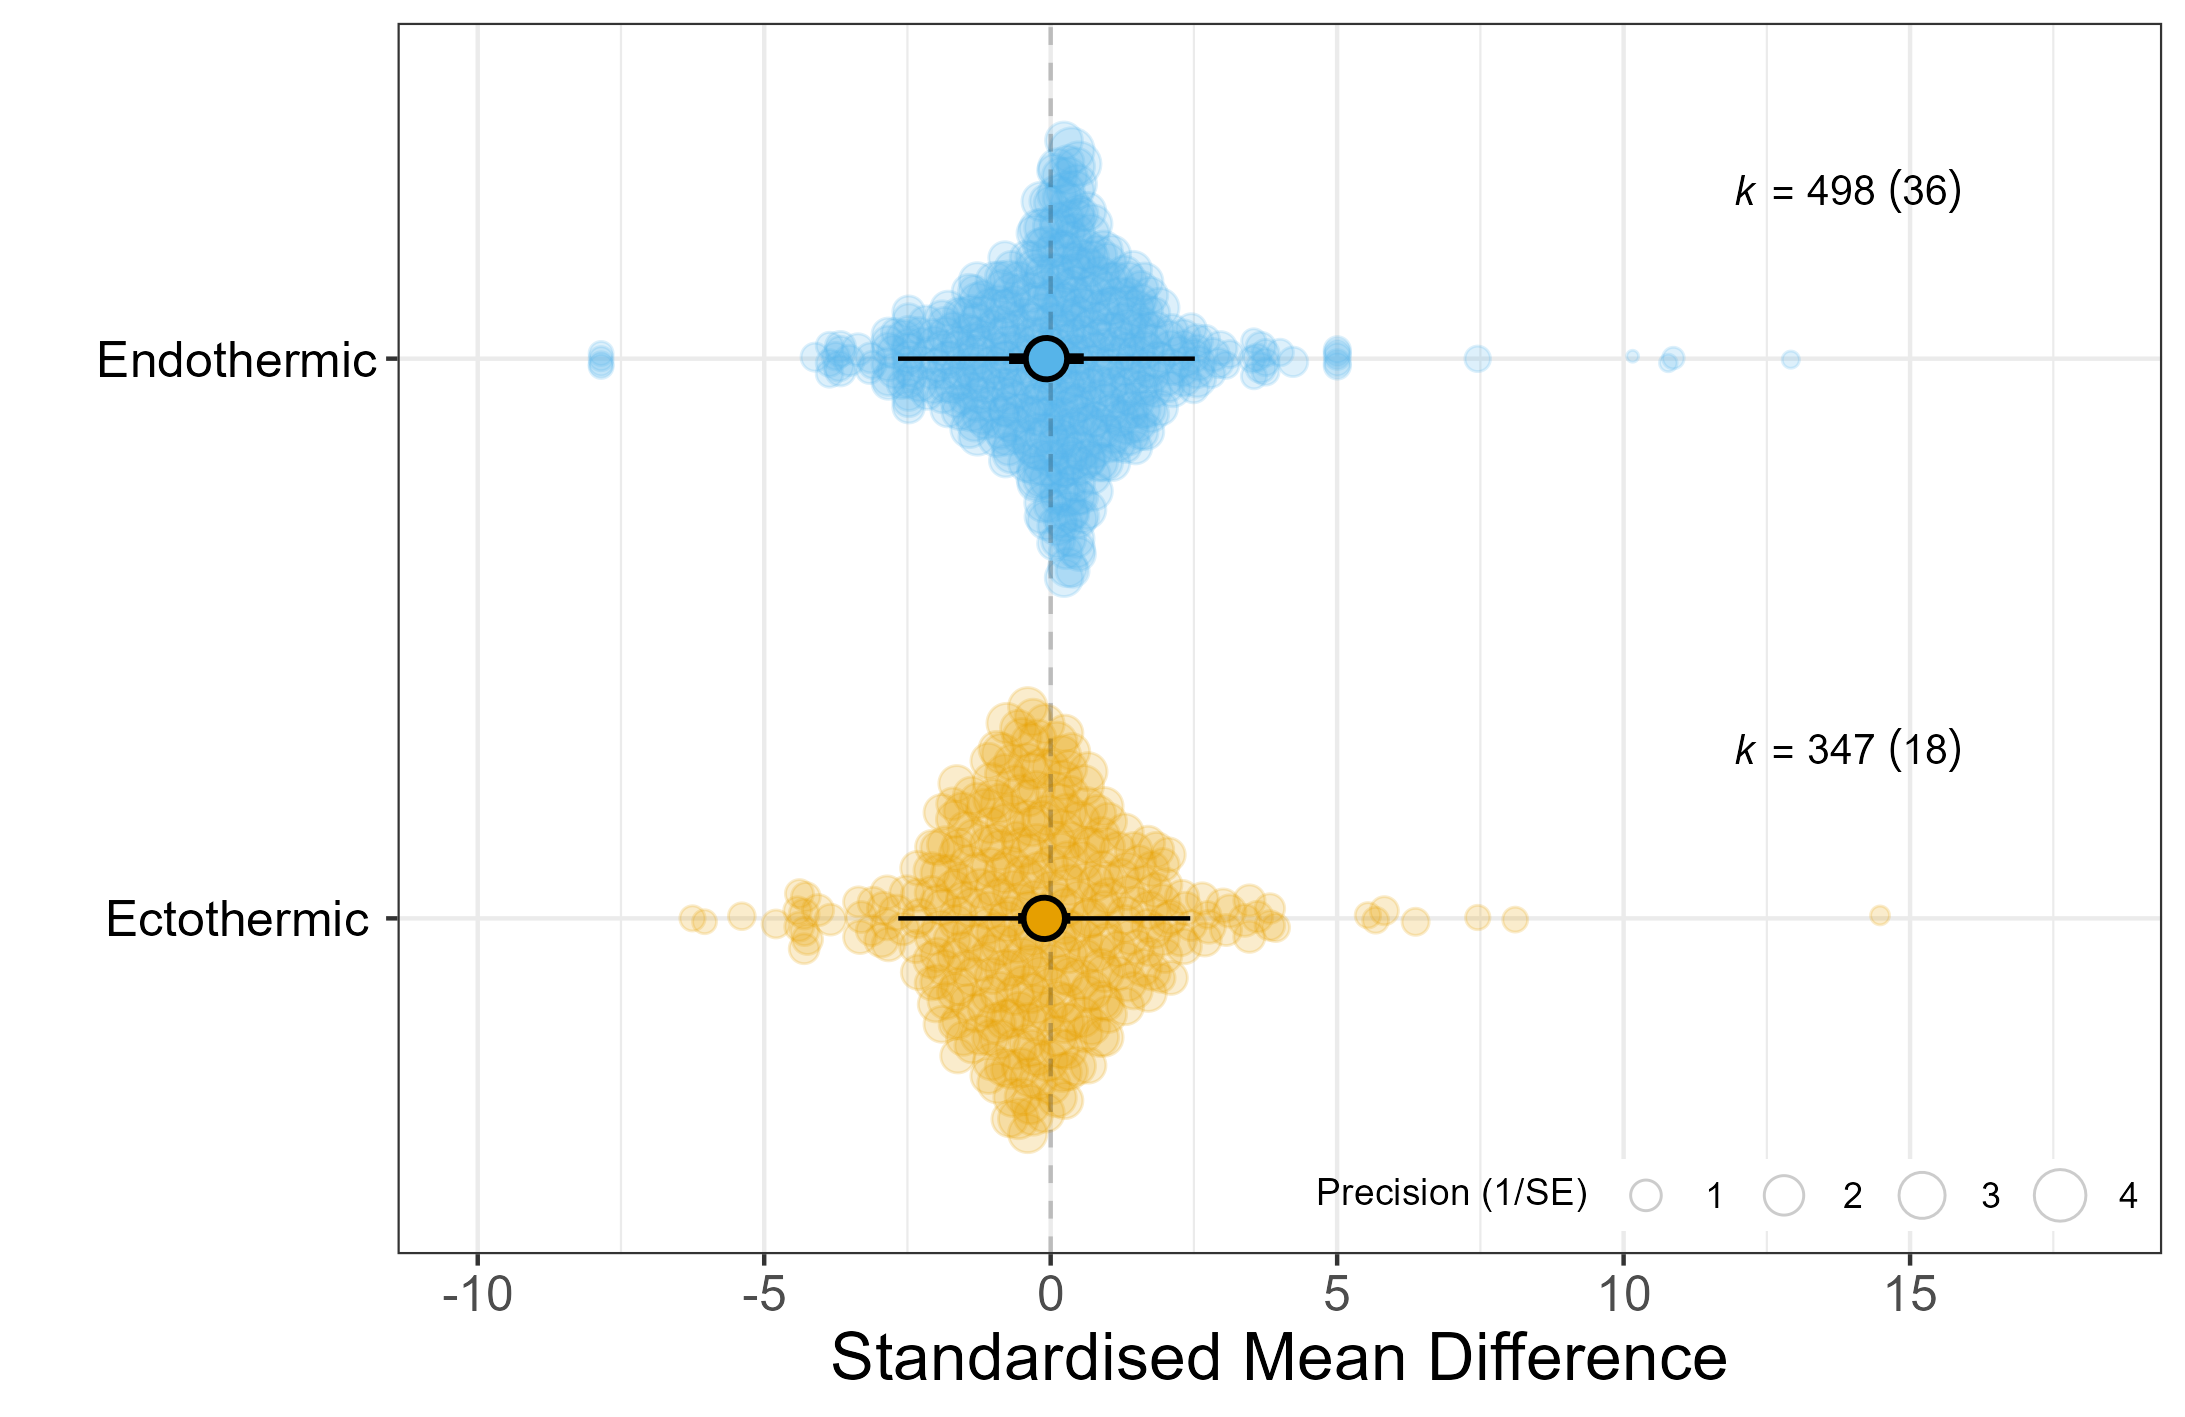 k = 498 (36)
Endothermic
k = 347 (18)
Ectothermic
Precision (1/SE) 1 2 3 4
-10 -5 0 5 10 15
Standardised Mean Difference